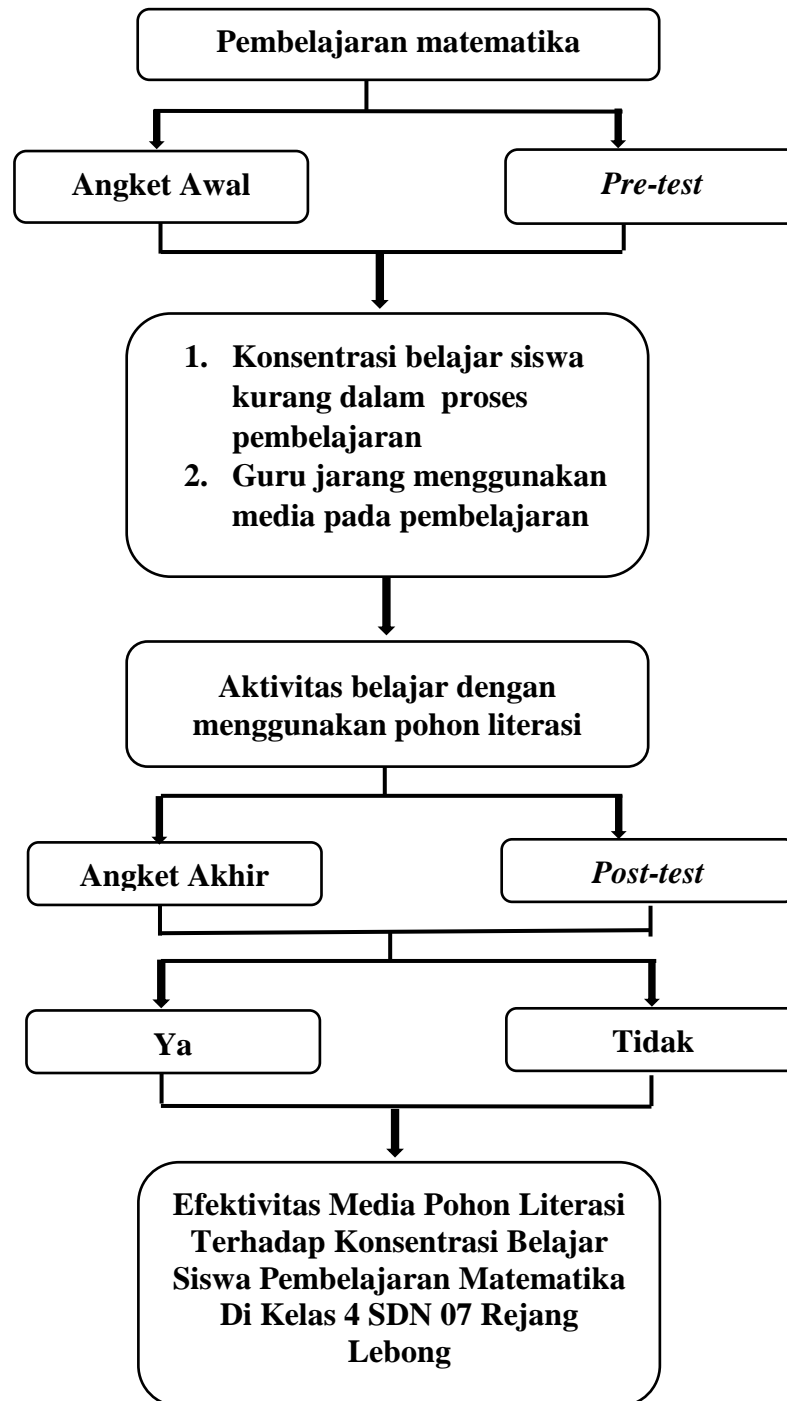 Pembelajaran matematika
Angket Awal
Pre-test
1. Konsentrasi belajar siswa
kurang dalam proses
pembelajaran
2. Guru jarang menggunakan
media pada pembelajaran
Aktivitas belajar dengan
menggunakan pohon literasi
Angket Akhir
Post-test
Ya
Tidak
Efektivitas Media Pohon Literasi
Terhadap Konsentrasi Belajar
Siswa Pembelajaran Matematika
Di Kelas 4 SDN 07 Rejang
Lebong